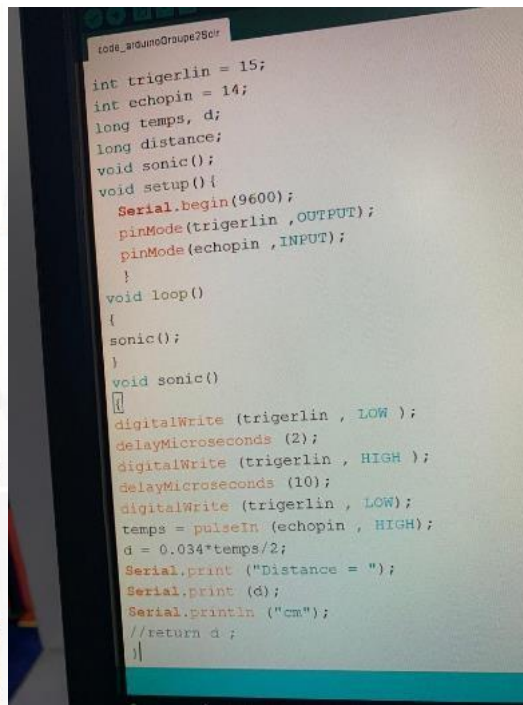 code_arduinoGroupe2Scir
int trigerlin = 15;
int echopin = 14;
long temps, d;
long distance;
void sonic();
void setup(){
Serial.begin(9600);
pinMode(trigerlin ,OUTPUT);
pinMode(echopin ,INPUT);
}
void loop()
{
sonic();
}
void sonic()
{
digitalWrite (trigerlin , LOW );
delayMicroseconds (2);
digitalWrite (trigerlin , HIGH );
delayMicroseconds (10);
digitalWrite (trigerlin , LOW);
temps = pulseIn (echopin , HIGH);
d = 0.034*temps/2;
Serial.print ("Distance = ");
Serial.print (d);
Serial.println ("cm");
//return d ;
}